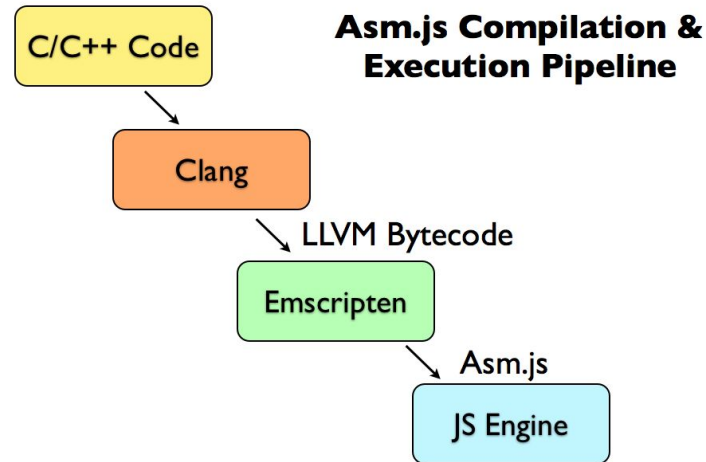 C/C++ Code
Asm.js Compilation &
Execution Pipeline
Clang
LLVM Bytecode
Emscripten
Asm.js
JS Engine